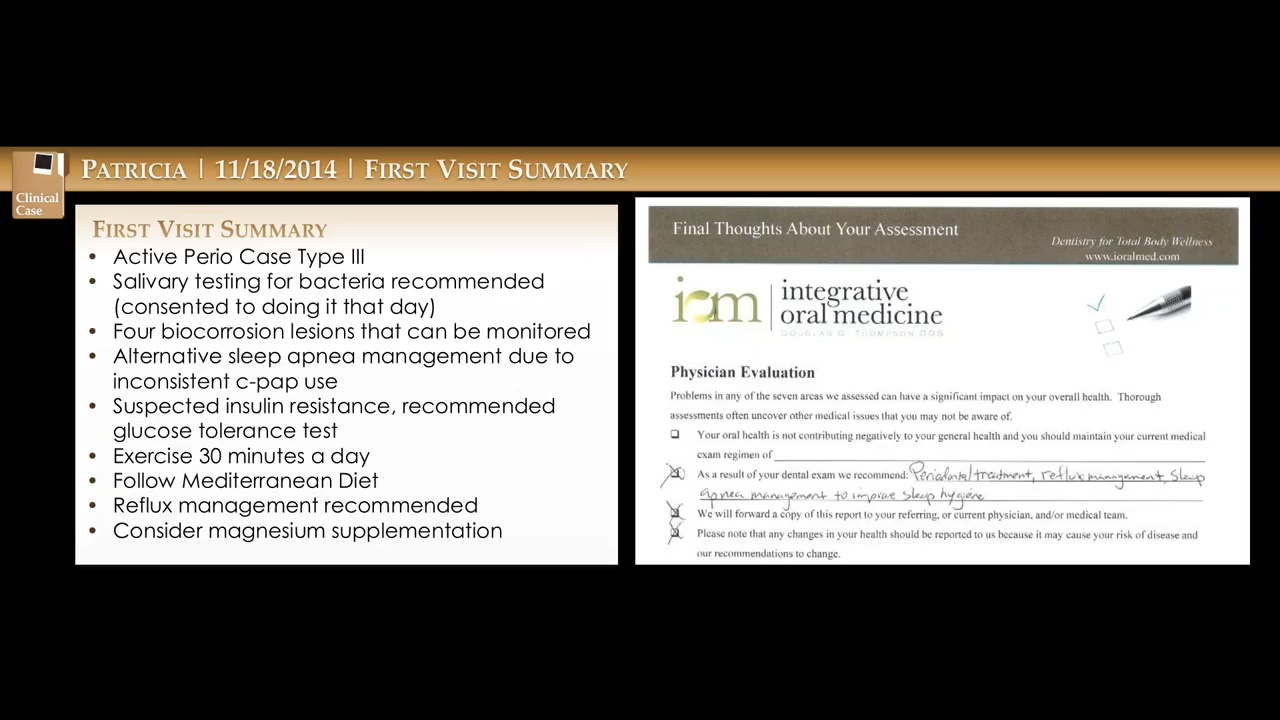 PATRICIA | 11/18/2014 | FIRST VISIT SUMMARY
Clinical
Case
FIRST VISIT SUMMARY
• Active Perio Case Type III
• Salivary testing for bacteria recommended
(consented to doing it that day)
• Four biocorrosion lesions that can be monitored
• Alternative sleep apnea management due to
inconsistent c-pap use
• Suspected insulin resistance, recommended
glucose tolerance test
• Exercise 30 minutes a day
• Follow Mediterranean Diet
• Reflux management recommended
• Consider magnesium supplementation
Final Thoughts About Your Assessment
Dentistry for Total Body Wellness
www.ioralmed.com
iom
integrative
oral medicine
DOUGLAS G THOMPSON DDS
Physician Evaluation
Problems in any of the seven areas we assessed can have a significant impact on your overall health. Thorough
assessments often uncover other medical issues that you may not be aware of.
Your oral health is not contributing negatively to your general health and you should maintain your current medical
exam regimen of
As a result of your dental exam we recommend: Periodontal treatment, reflux management, sleep
apnea management to improve sleep hygiene
We will forward a copy of this report to your referring, or current physician, and/or medical team.
Please note that any changes in your health should be reported to us because it may cause your risk of disease and
our recommendations to change.